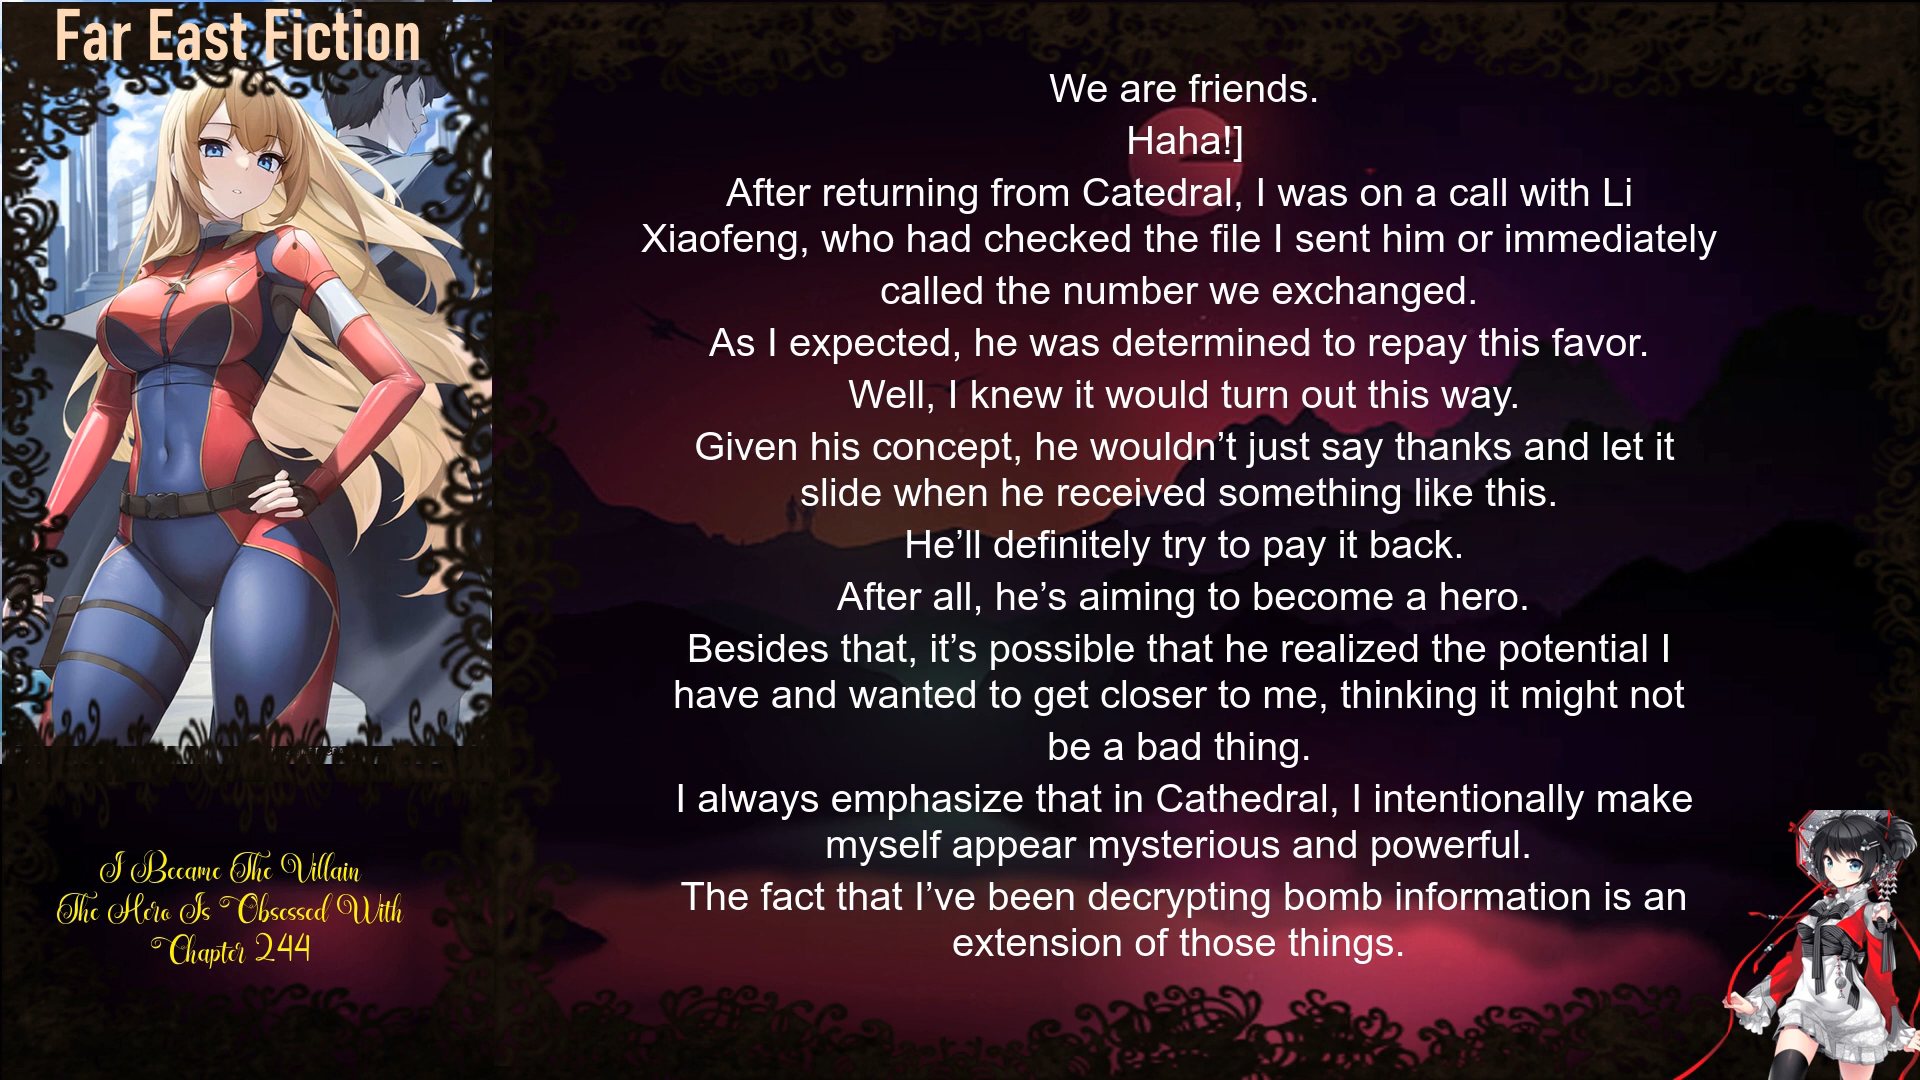 Far East Fiction
We are friends.
Haha!]
After returning from Catedral, I was on a call with Li
Xiaofeng, who had checked the file I sent him or immediately
called the number we exchanged.
As I expected, he was determined to repay this favor.
Well, I knew it would turn out this way.
Given his concept, he wouldn’t just say thanks and let it
slide when he received something like this.
He’ll definitely try to pay it back.
After all, he’s aiming to become a hero.
Besides that, it’s possible that he realized the potential I
have and wanted to get closer to me, thinking it might not
be a bad thing.
I always emphasize that in Cathedral, I intentionally make
myself appear mysterious and powerful.
The fact that I’ve been decrypting bomb information is an
extension of those things.
I Became The Villain
The Hero Is Obsessed With
Chapter 244